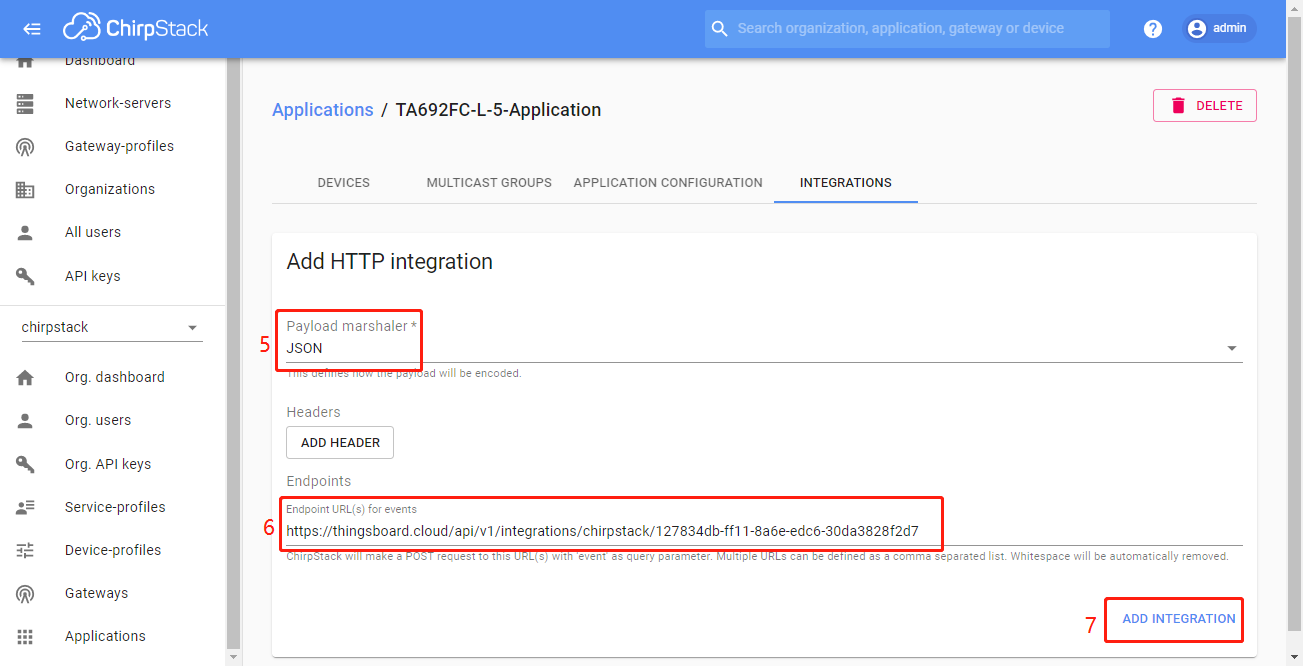 ChirpStack
Search organization, application, gateway or device
?
admin
Dashboard
Network-servers
Gateway-profiles
Organizations
All users
API keys
chirpstack
Org. dashboard
Org. users
Org. API keys
Service-profiles
Device-profiles
Gateways
Applications
Applications / TA692FC-L-5-Application
DELETE
DEVICES MULTICAST GROUPS APPLICATION CONFIGURATION INTEGRATIONS
Add HTTP integration
5
Payload marshaler *
JSON
This defines how the payload will be encoded.
Headers
ADD HEADER
Endpoints
6
Endpoint URL(s) for events
https://thingsboard.cloud/api/v1/integrations/chirpstack/127834db-ff11-8a6e-edc6-30da3828f2d7
ChirpStack will make a POST request to this URL(s) with 'event' as query parameter. Multiple URLs can be defined as a comma separated list. Whitespace will be automatically removed.
7
ADD INTEGRATION